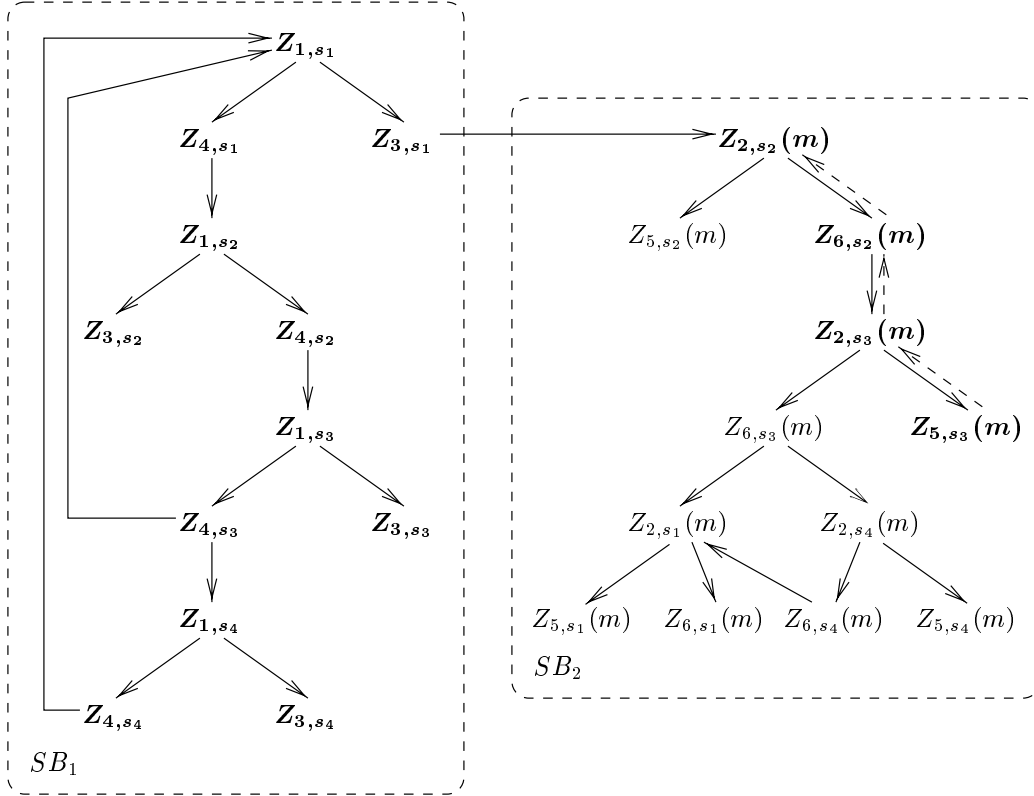 Z_{1,s_1}
Z_{4,s_1} Z_{3,s_1}
Z_{1,s_2}
Z_{3,s_2} Z_{4,s_2}
Z_{1,s_3}
Z_{4,s_3} Z_{3,s_3}
Z_{1,s_4}
Z_{4,s_4} Z_{3,s_4}
SB_1
Z_{2,s_2}(m)
Z_{5,s_2}(m) Z_{6,s_2}(m)
Z_{2,s_3}(m)
Z_{6,s_3}(m) Z_{5,s_3}(m)
Z_{2,s_1}(m) Z_{2,s_4}(m)
Z_{5,s_1}(m) Z_{6,s_1}(m) Z_{6,s_4}(m) Z_{5,s_4}(m)
SB_2